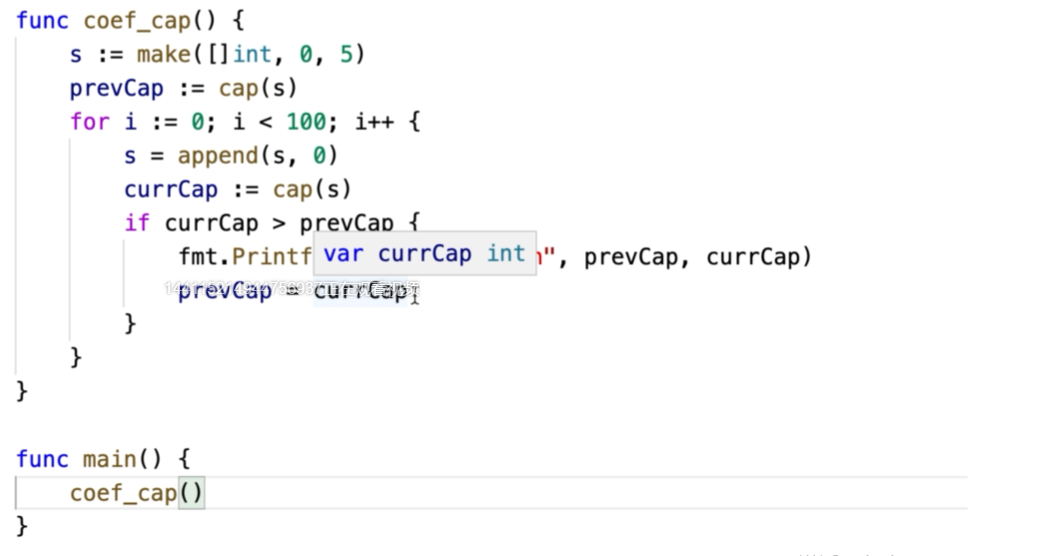 func coef_cap() {
s := make([]int, 0, 5)
prevCap := cap(s)
for i := 0; i < 100; i++ {
s = append(s, 0)
currCap := cap(s)
if currCap > prevCap {
fmt.Printf
var currCap int
n", prevCap, currCap)
prevCap = currCap
}
}
}
func main() {
coef_cap()
}